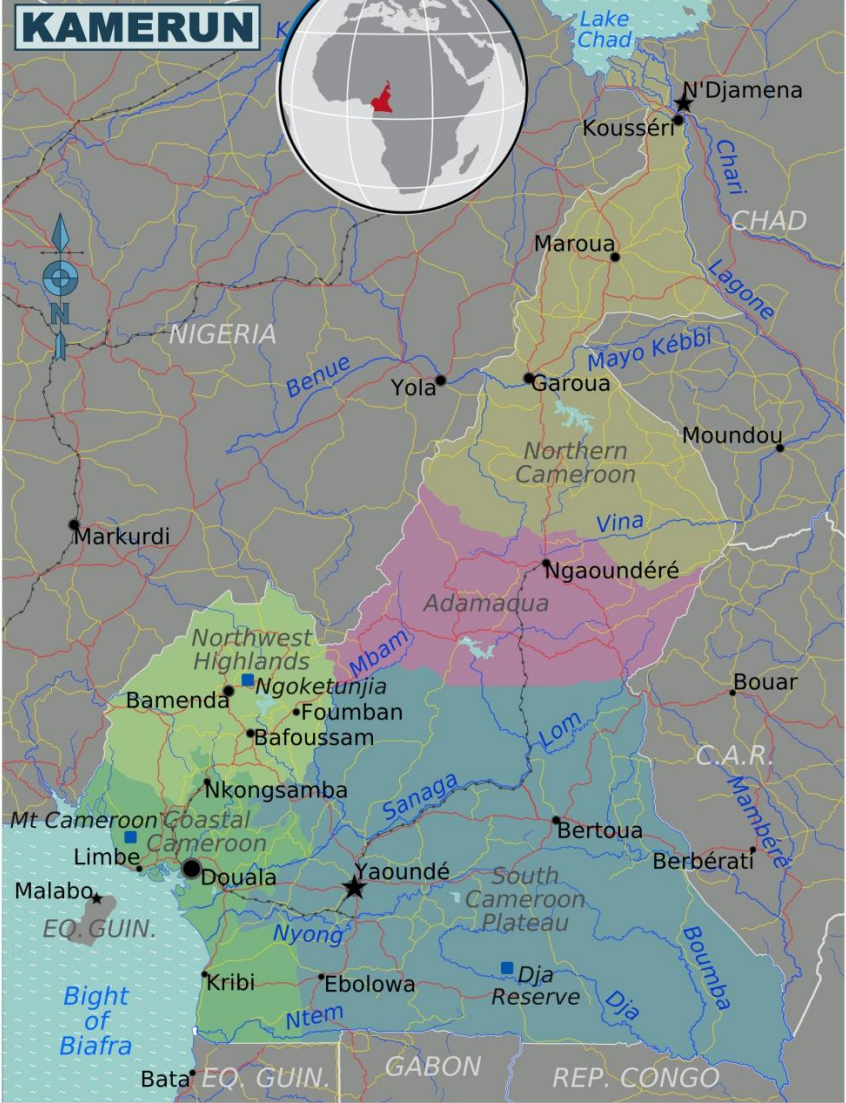 KAMERUN
K
Lake
Chad
N'Djamena
Kousséri
Chari
CHAD
Maroua
Lagone
N
NIGERIA
Mayo Kébbi
Benue
Yola
Garoua
Moundou
Northern
Cameroon
Vina
Markurdi
Ngaoundéré
Adamaqua
Northwest
Highlands
Mbam
Ngoketunjia
Bamenda
Foumban
Bouar
Bafoussam
Lom
C.A.R.
Nkongsamba
Sanaga
Mambéré
Mt Cameroon
Coastal
Cameroon
Bertoua
Limbe
Berbérati
Douala
Yaoundé
Malabo
South
Cameroon
Plateau
EQ. GUIN.
Nyong
Boumba
Kribi
Ebolowa
Dja
Reserve
Bight
of
Biafra
Ntem
Dja
Bata
EQ. GUIN.
GABON
REP. CONGO